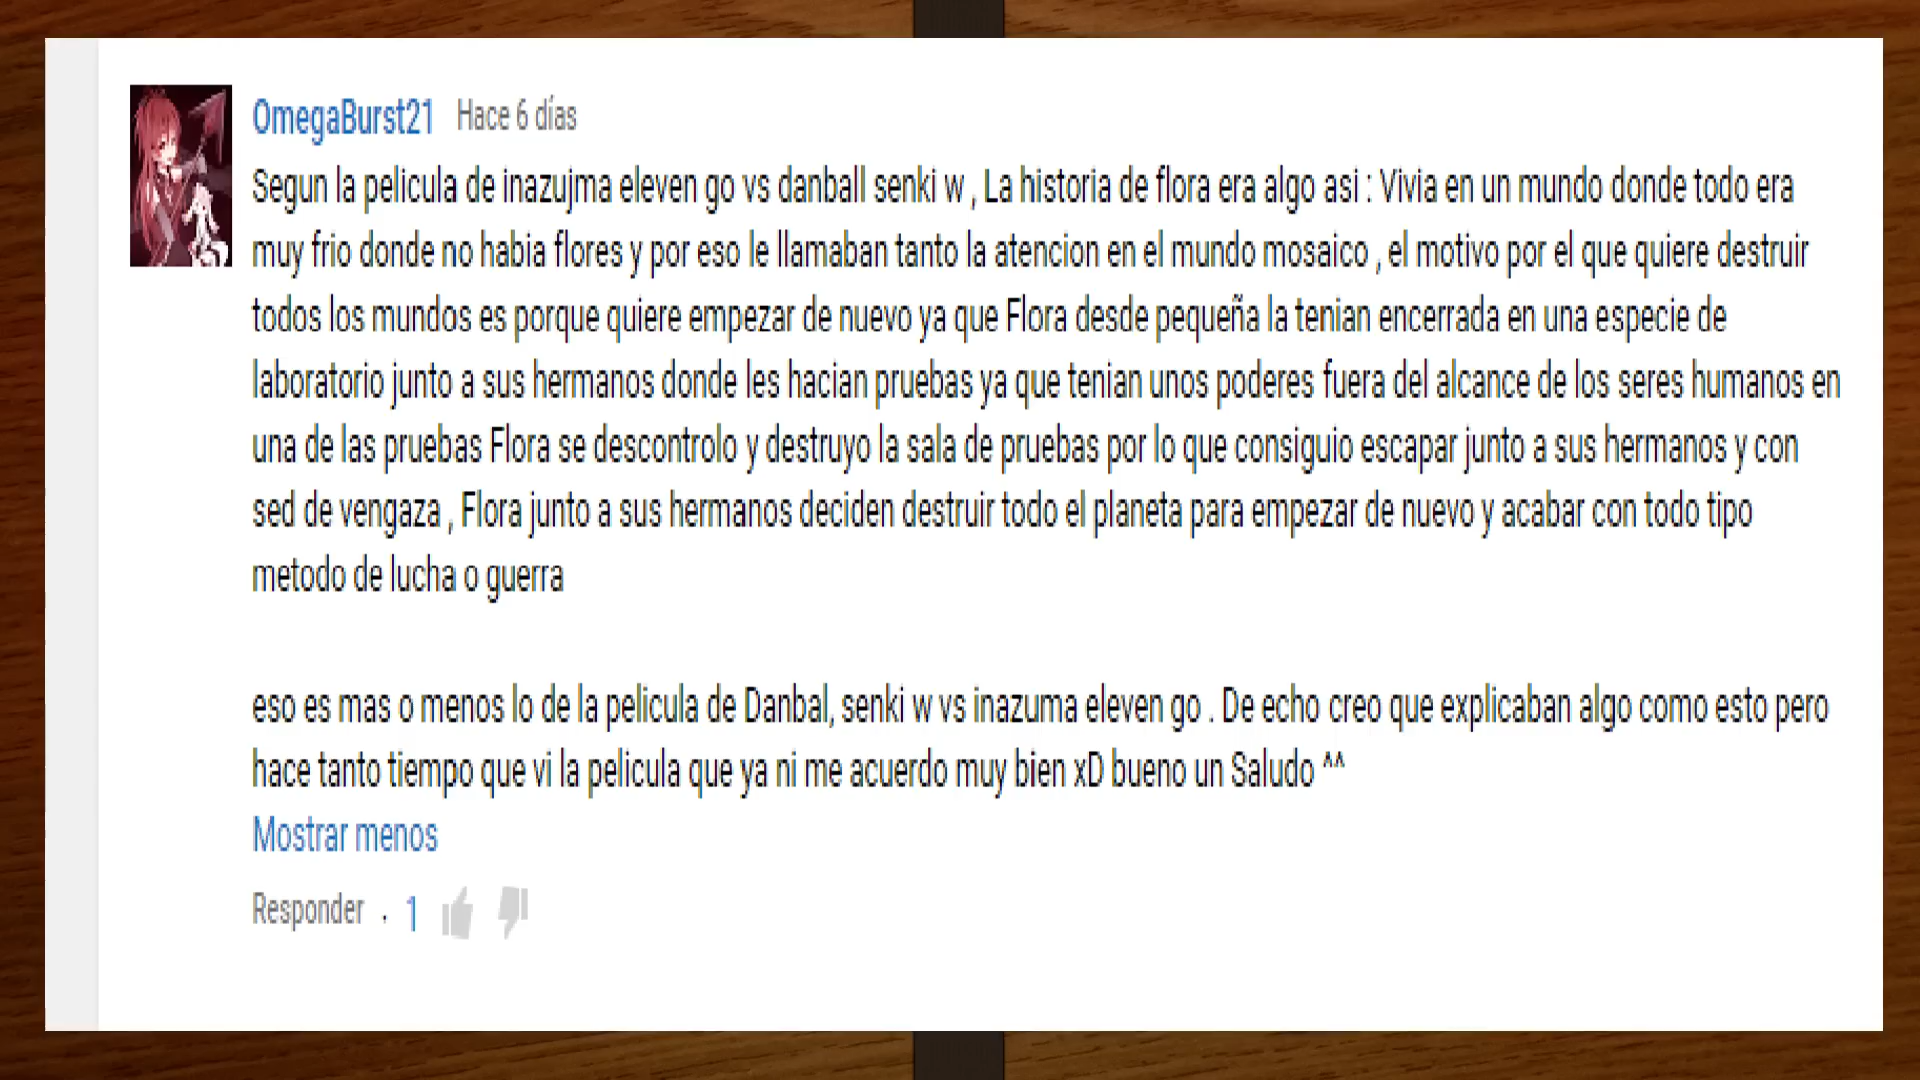 OmegaBurst21 Hace 6 días
Segun la pelicula de inazujma eleven go vs danball senki w , La historia de flora era algo asi : Vivia en un mundo donde todo era
muy frio donde no habia flores y por eso le llamaban tanto la atencion en el mundo mosaico , el motivo por el que quiere destruir
todos los mundos es porque quiere empezar de nuevo ya que Flora desde pequeña la tenian encerrada en una especie de
laboratorio junto a sus hermanos donde les hacian pruebas ya que tenian unos poderes fuera del alcance de los seres humanos en
una de las pruebas Flora se descontrolo y destruyo la sala de pruebas por lo que consiguio escapar junto a sus hermanos y con
sed de vengaza , Flora junto a sus hermanos deciden destruir todo el planeta para empezar de nuevo y acabar con todo tipo
metodo de lucha o guerra
eso es mas o menos lo de la pelicula de Danbal, senki w vs inazuma eleven go . De echo creo que explicaban algo como esto pero
hace tanto tiempo que vi la pelicula que ya ni me acuerdo muy bien xD bueno un Saludo ^^
Mostrar menos
Responder . 1